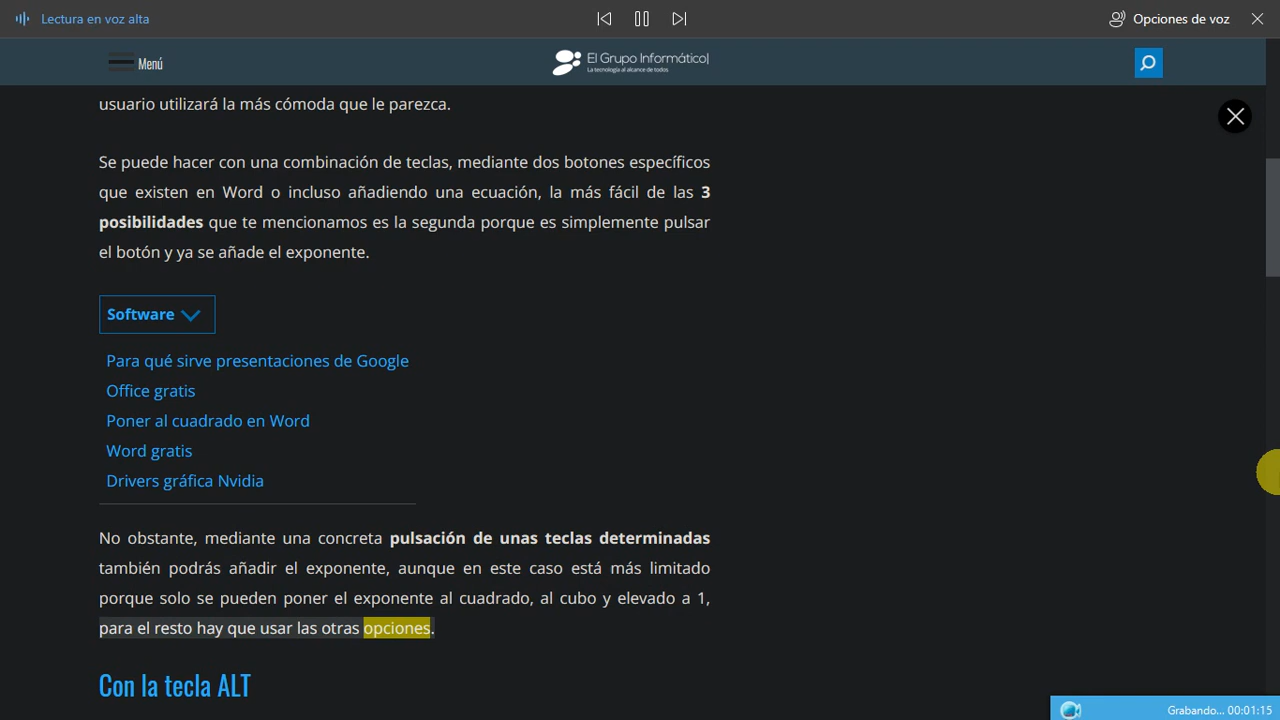 Lectura en voz alta
Opciones de voz
Menú
El Grupo Informático|
La tecnología al alcance de todos
usuario utilizará la más cómoda que le parezca.
Se puede hacer con una combinación de teclas, mediante dos botones específicos
que existen en Word o incluso añadiendo una ecuación, la más fácil de las 3
posibilidades que te mencionamos es la segunda porque es simplemente pulsar
el botón y ya se añade el exponente.
Software
Para qué sirve presentaciones de Google
Office gratis
Poner al cuadrado en Word
Word gratis
Drivers gráfica Nvidia
No obstante, mediante una concreta pulsación de unas teclas determinadas
también podrás añadir el exponente, aunque en este caso está más limitado
porque solo se pueden poner el exponente al cuadrado, al cubo y elevado a 1,
para el resto hay que usar las otras opciones.
Con la tecla ALT
Grabando... 00:01:15